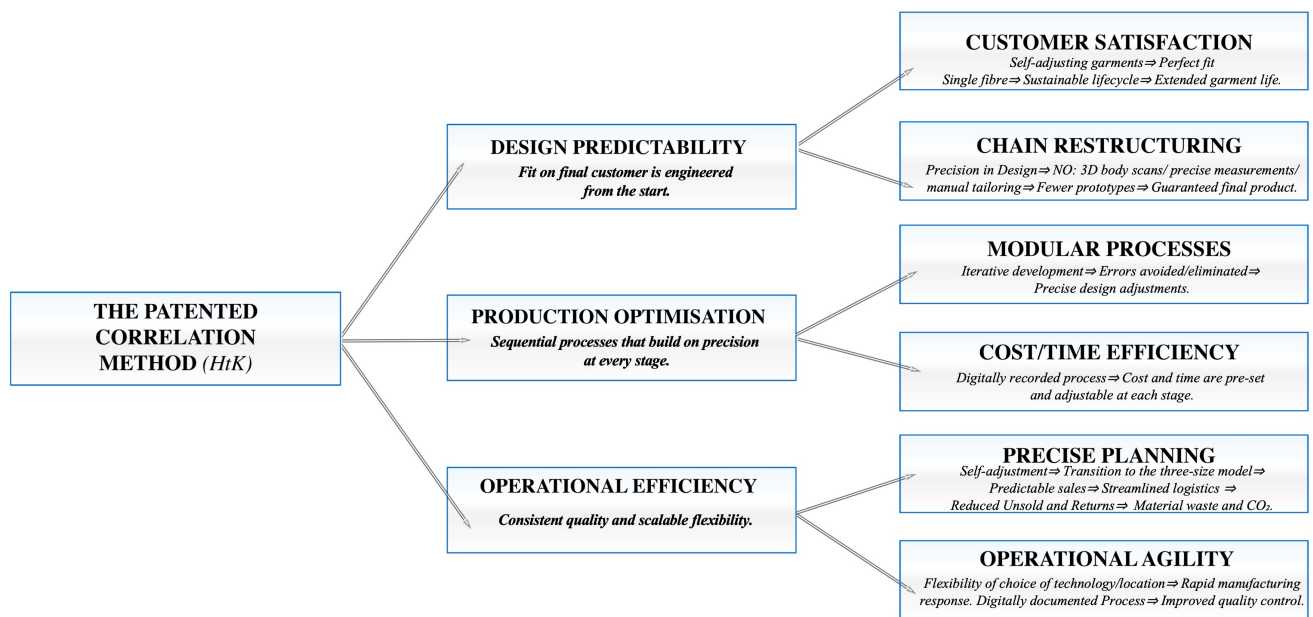 THE PATENTED
CORRELATION
METHOD (HtK)
DESIGN PREDICTABILITY
Fit on final customer is engineered
from the start.
PRODUCTION OPTIMISATION
Sequential processes that build on precision
at every stage.
OPERATIONAL EFFICIENCY
Consistent quality and scalable flexibility.
CUSTOMER SATISFACTION
Self-adjusting garments⇒ Perfect fit
Single fibre⇒ Sustainable lifecycle⇒ Extended garment life.
CHAIN RESTRUCTURING
Precision in Design⇒ NO: 3D body scans/ precise measurements/
manual tailoring⇒ Fewer prototypes⇒ Guaranteed final product.
MODULAR PROCESSES
Iterative development⇒ Errors avoided/eliminated⇒
Precise design adjustments.
COST/TIME EFFICIENCY
Digitally recorded process⇒ Cost and time are pre-set
and adjustable at each stage.
PRECISE PLANNING
Self-adjustment⇒ Transition to the three-size model⇒
Predictable sales⇒ Streamlined logistics ⇒
Reduced Unsold and Returns⇒ Material waste and CO₂.
OPERATIONAL AGILITY
Flexibility of choice of technology/location⇒ Rapid manufacturing
response. Digitally documented Process⇒ Improved quality control.